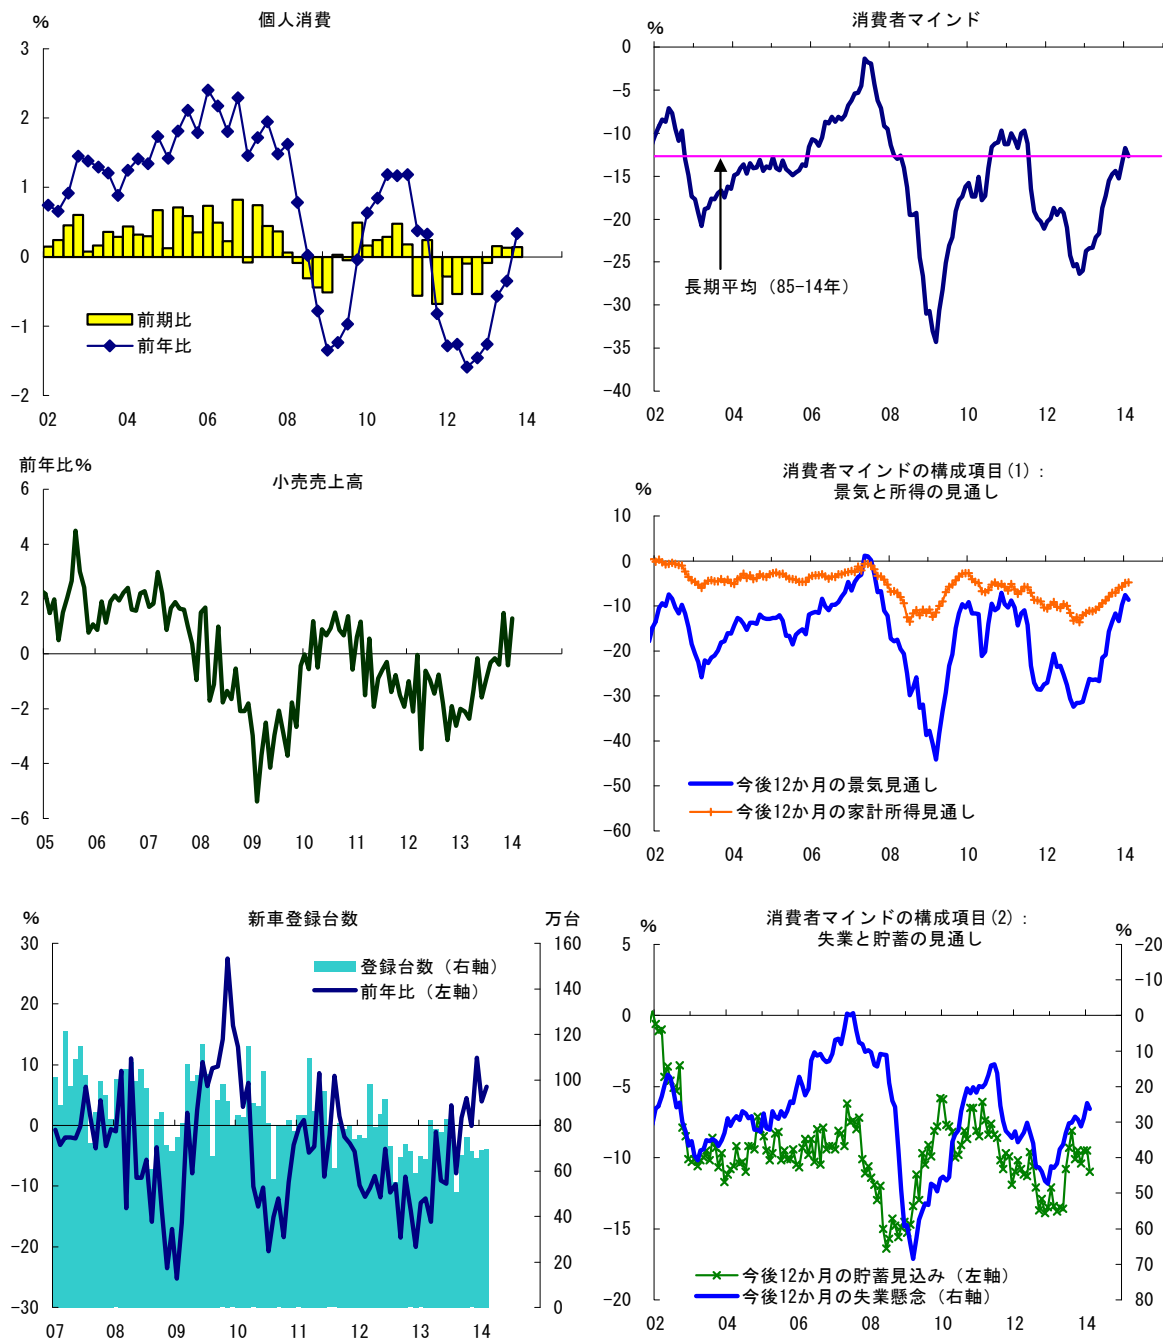 個人消費
%
3
2
1
0
-1
-2
前期比
前年比
02 04 06 08 10 12 14
消費者マインド
%
0
-5
-10
-15
-20
-25
-30
-35
-40
長期平均（85-14年）
02 04 06 08 10 12 14
前年比%
小売売上高
6
4
2
0
-2
-4
-6
05 06 07 08 09 10 11 12 13 14
消費者マインドの構成項目(1)：
景気と所得の見通し
%
10
0
-10
-20
-30
-40
-50
-60
今後12か月の景気見通し
今後12か月の家計所得見通し
02 04 06 08 10 12 14
% 新車登録台数 万台
30 160
140
20
120
10 100
0 80
60
-10
40
-20
20
-30 0
登録台数（右軸）
前年比（左軸）
07 08 09 10 11 12 13 14
消費者マインドの構成項目(2)：
失業と貯蓄の見通し
% %
5 -20
-10
0 0
10
-5 20
30
-10 40
50
-15 60
70
-20 80
今後12か月の貯蓄見込み（左軸）
今後12か月の失業懸念（右軸）
02 04 06 08 10 12 14